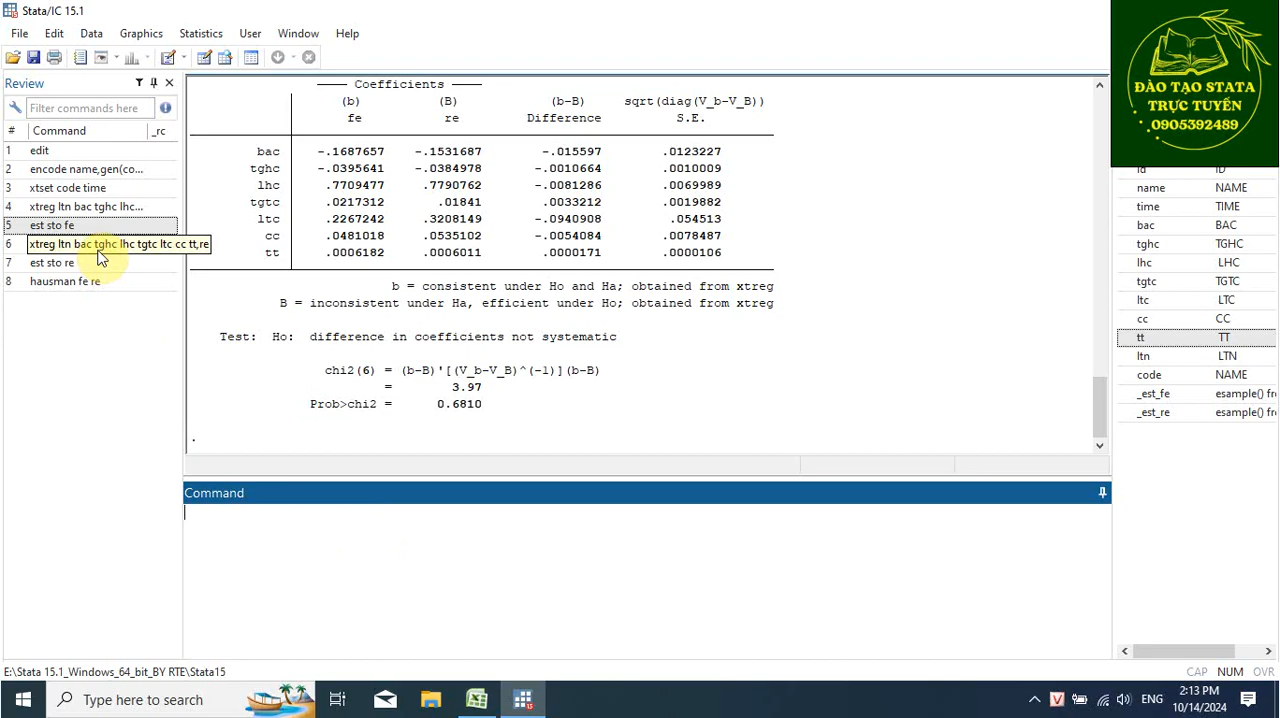 Stata/IC 15.1
File Edit Data Graphics Statistics User Window Help
Review
Filter commands here
# Command _rc
1 edit
2 encode name,gen(co...
3 xtset code time
4 xtreg ltn bac tghc lhc...
5 est sto fe
6 xtreg ltn bac tghc lhc tgtc ltc cc tt,re
7 est sto re
8 hausman fe re
Coefficients
(b) (B) (b-B) sqrt(diag(V_b-V_B))
fe re Difference S.E.
bac -.1687657 -.1531687 -.015597 .0123227
tghc -.0395641 -.0384978 -.0010664 .0010009
lhc .7709477 .7790762 -.0081286 .0069989
tgtc .0217312 .01841 .0033212 .0019882
ltc .2267242 .3208149 -.0940908 .054513
cc .0481018 .0535102 -.0054084 .0078487
tt .0006182 .0006011 .0000171 .0000106
b = consistent under Ho and Ha; obtained from xtreg
B = inconsistent under Ha, efficient under Ho; obtained from xtreg
Test: Ho: difference in coefficients not systematic
chi2(6) = (b-B)'[(V_b-V_B)^(-1)](b-B)
= 3.97
Prob>chi2 = 0.6810
.
Command
ĐÀO TẠO STATA
TRỰC TUYẾN
0905392489
id ID
name NAME
time TIME
bac BAC
tghc TGHC
lhc LHC
tgtc TGTC
ltc LTC
cc CC
tt TT
ltn LTN
code NAME
_est_fe esample() fr
_est_re esample() fr
E:\Stata 15.1_Windows_64_bit_BY RTE\Stata15
CAP NUM OVR
Type here to search
ENG
2:13 PM
10/14/2024